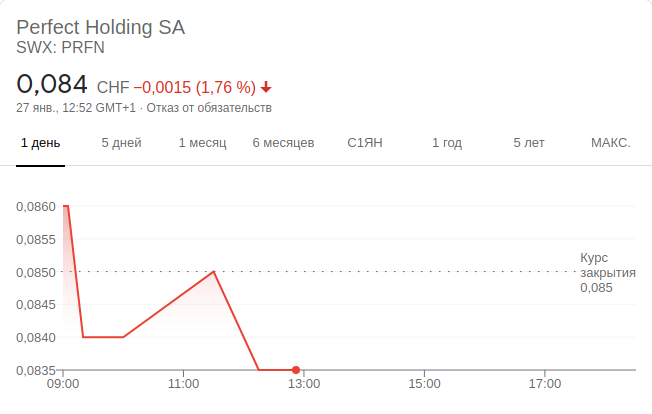 Perfect Holding SA
SWX: PRFN
0,084 CHF −0,0015 (1,76 %)
27 янв., 12:52 GMT+1 · Отказ от обязательств
1 день 5 дней 1 месяц 6 месяцев С1ЯН 1 год 5 лет МАКС.
0,0860
0,0855
0,0850
0,0845
0,0840
0,0835
Курс
закрытия
0,085
09:00 11:00 13:00 15:00 17:00